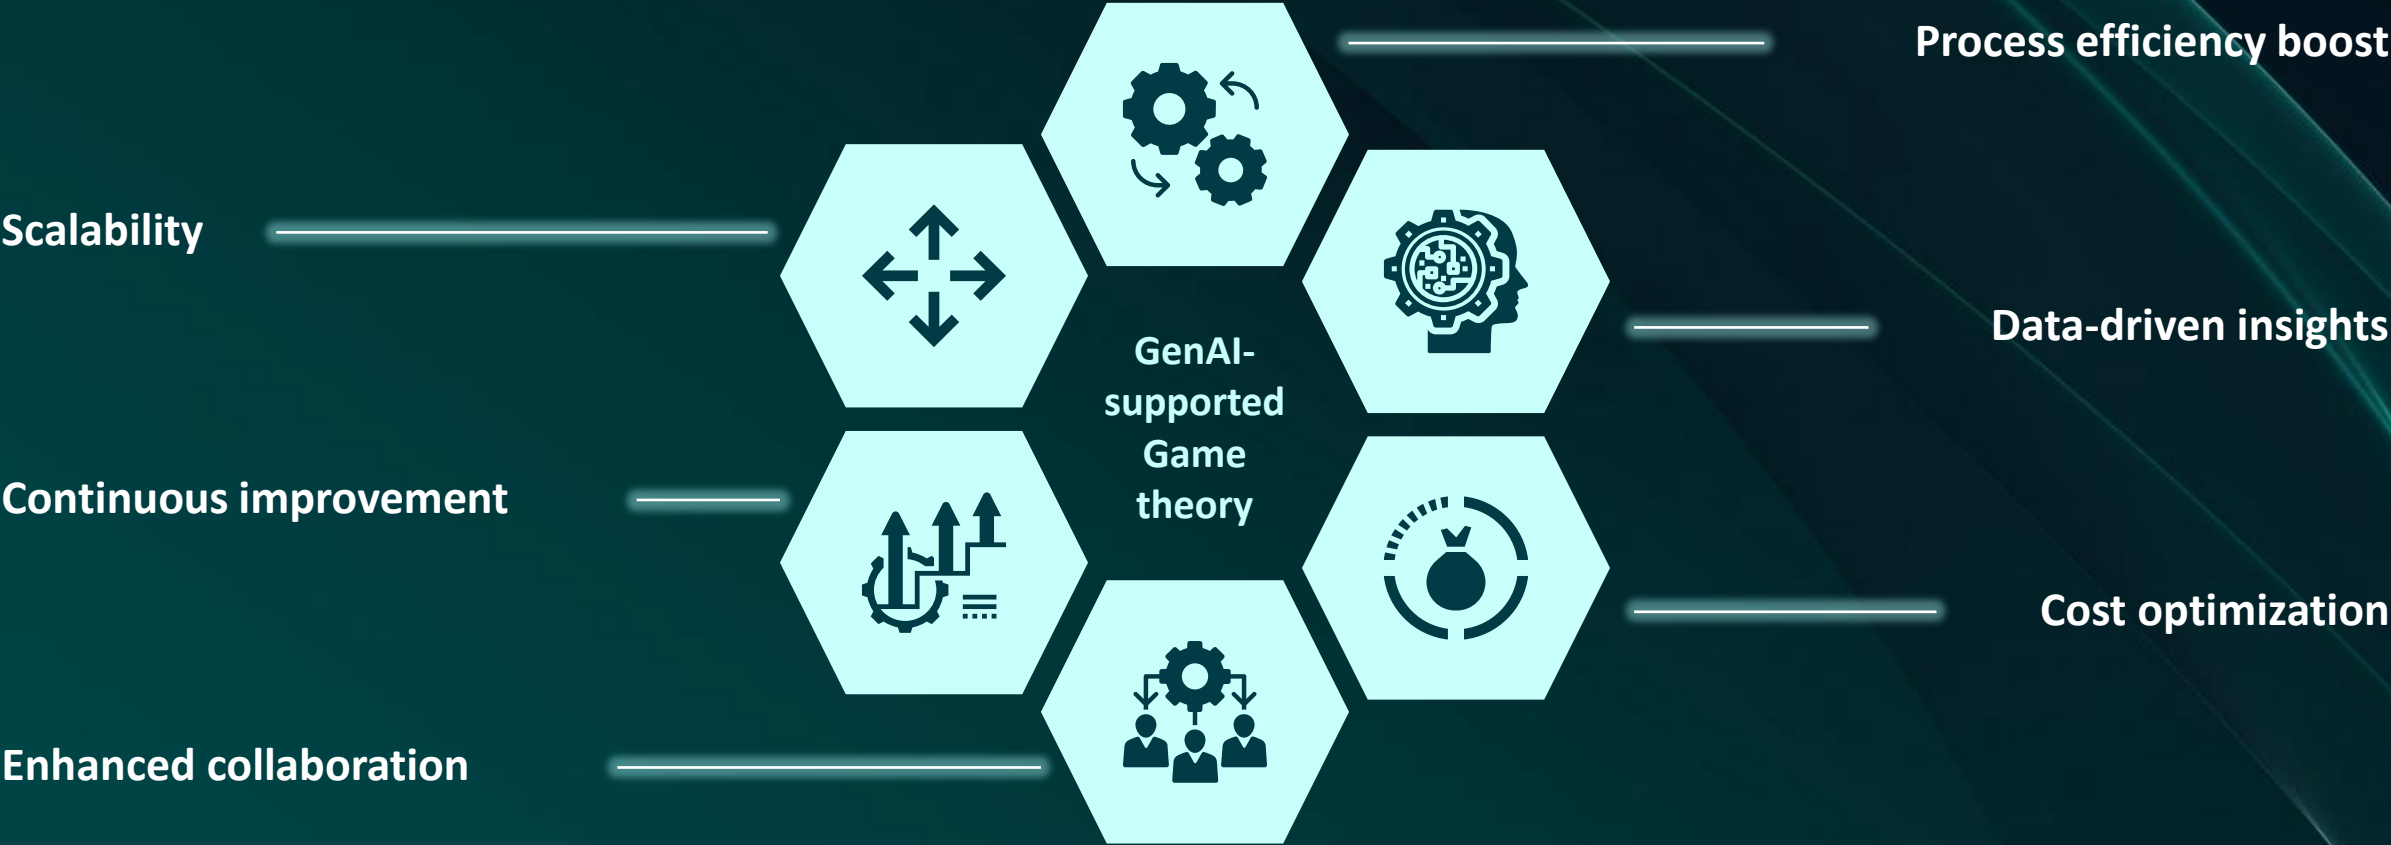 Process efficiency boost
Scalability
Data-driven insights
GenAI-
supported
Game
theory
Continuous improvement
Cost optimization
Enhanced collaboration